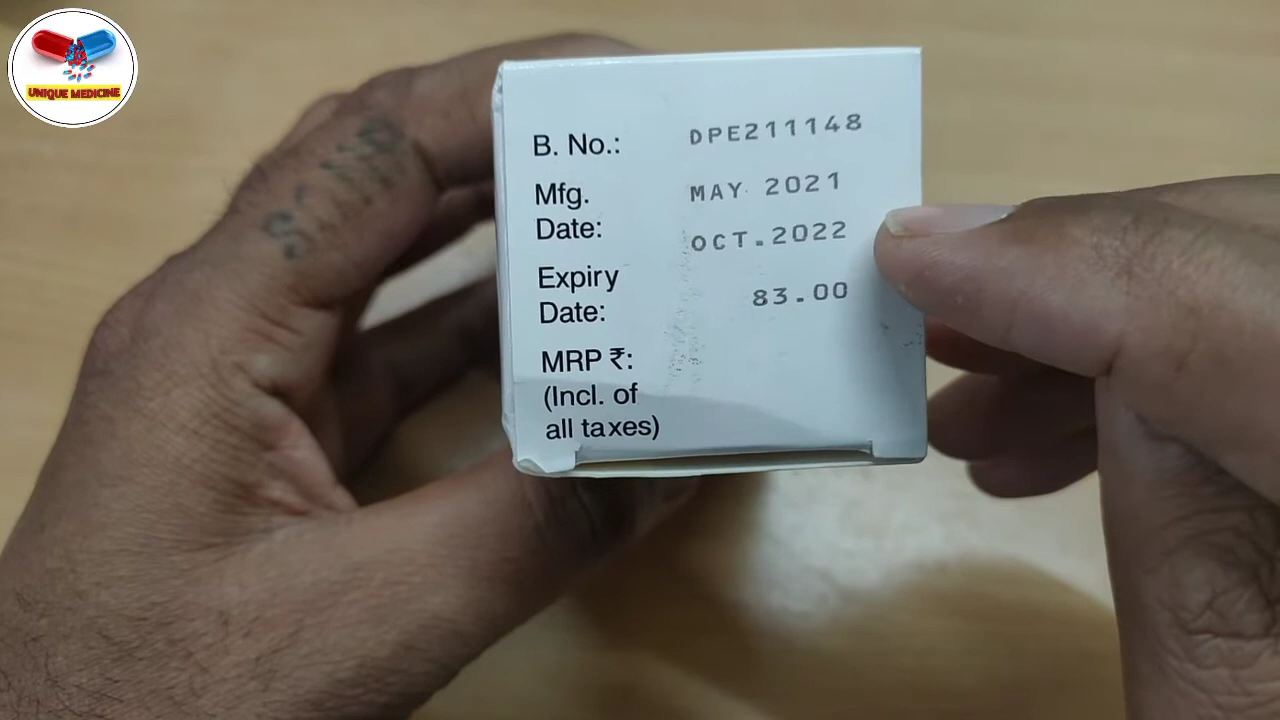 UNIQUE MEDICINE
B. No.: DPE211148
Mfg. MAY 2021
Date:
OCT.2022
Expiry
Date: 83.00
MRP ₹:
(Incl. of
all taxes)